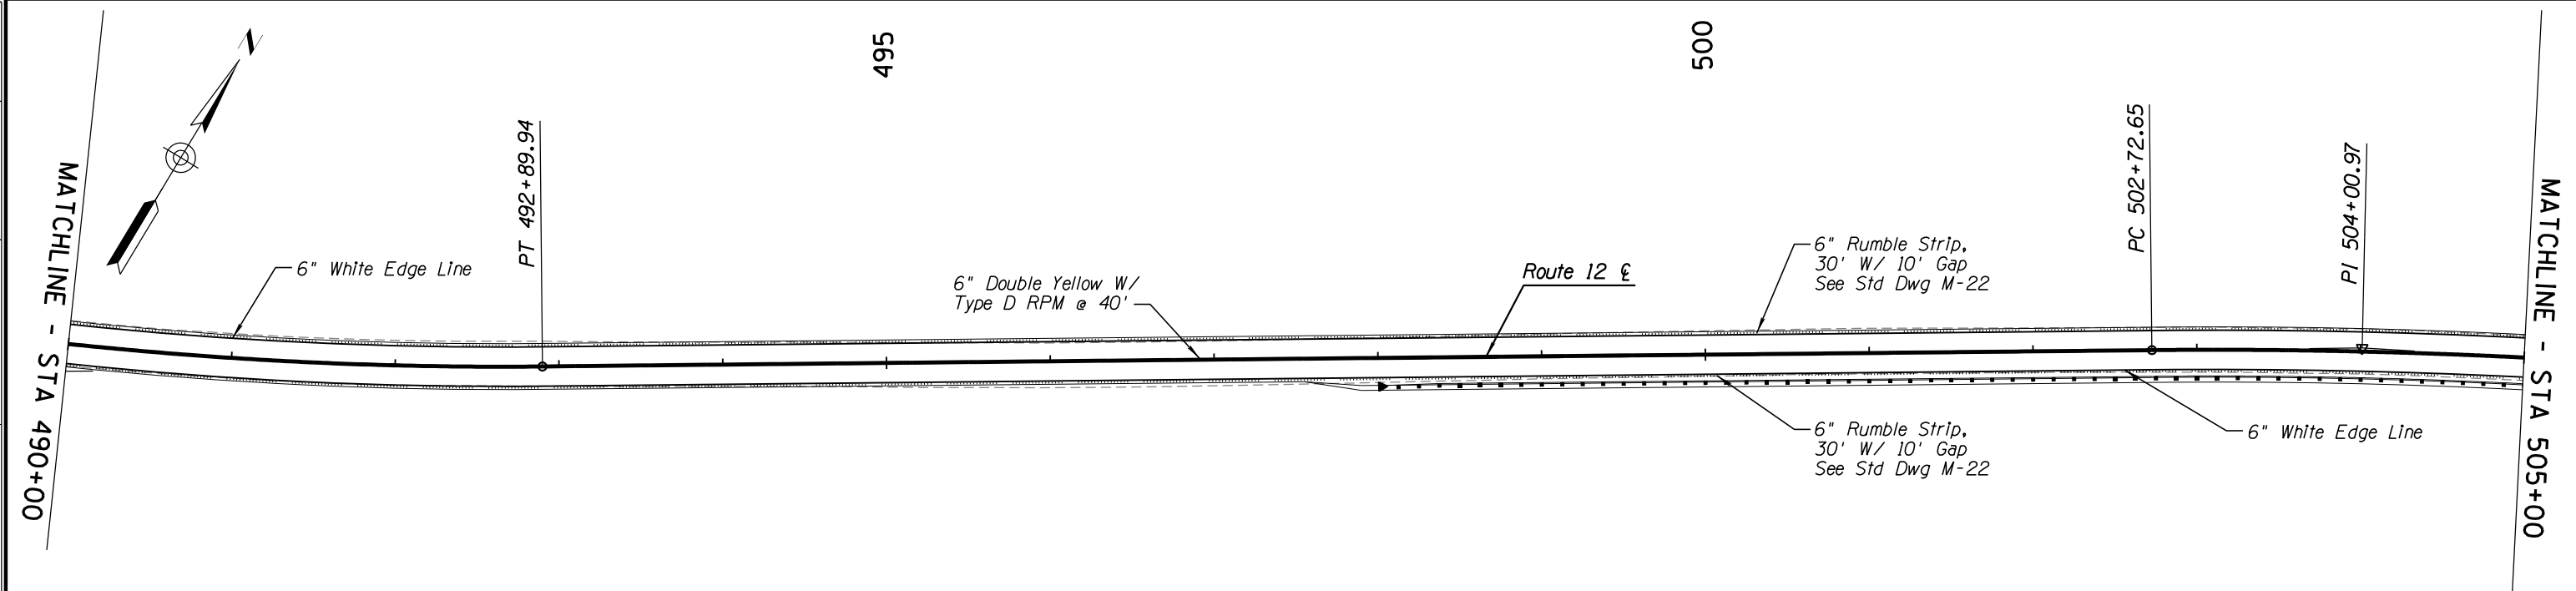 N
495
500
MATCHLINE - STA 490+00
PT 492+89.94
6" White Edge Line
6" Double Yellow W/
Type D RPM @ 40'
Route 12 ℄
6" Rumble Strip,
30' W/ 10' Gap
See Std Dwg M-22
PC 502+72.65
PI 504+00.97
6" Rumble Strip,
30' W/ 10' Gap
See Std Dwg M-22
6" White Edge Line
MATCHLINE - STA 505+00